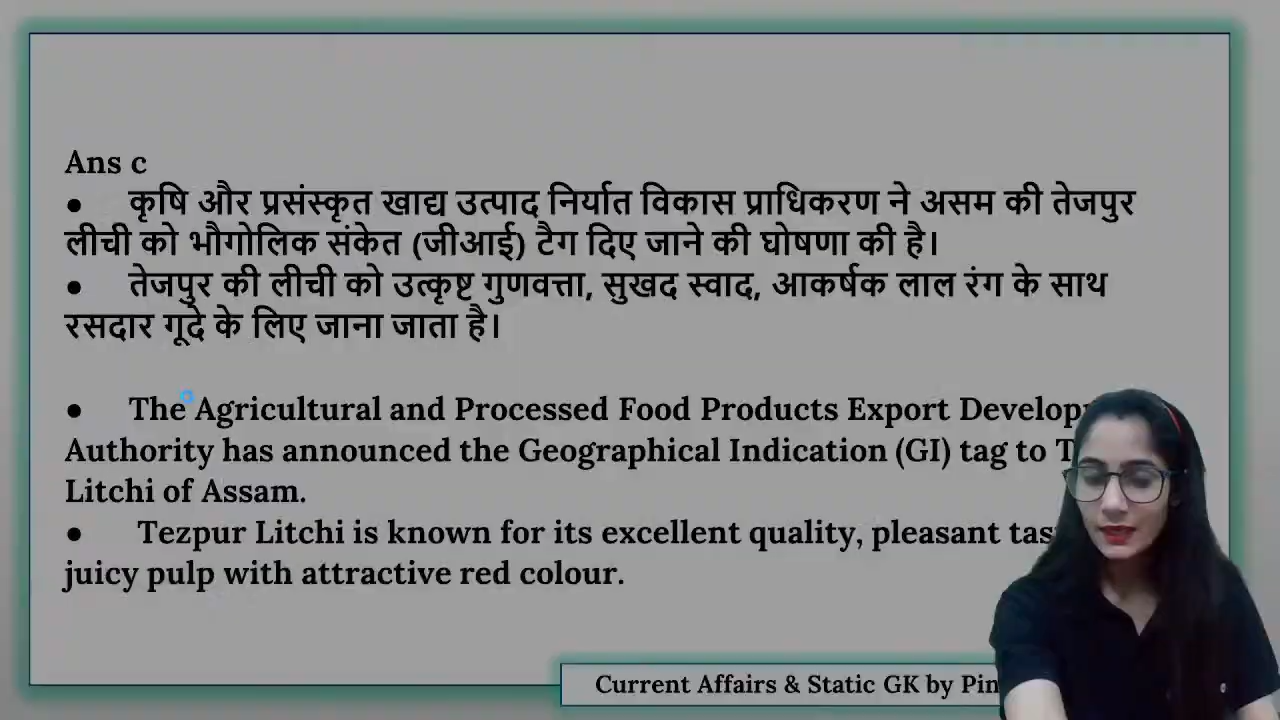 Ans c
● कृषि और प्रसंस्कृत खाद्य उत्पाद निर्यात विकास प्राधिकरण ने असम की तेजपुर
लीची को भौगोलिक संकेत (जीआई) टैग दिए जाने की घोषणा की है।
● तेजपुर की लीची को उत्कृष्ट गुणवत्ता, सुखद स्वाद, आकर्षक लाल रंग के साथ
रसदार गूदे के लिए जाना जाता है।
● The Agricultural and Processed Food Products Export
Authority has announced the Geographical Indication (GI) tag to
Litchi of Assam.
● Tezpur Litchi is known for its excellent quality, pleasant
juicy pulp with attractive red colour.
Current Affairs & Static GK by